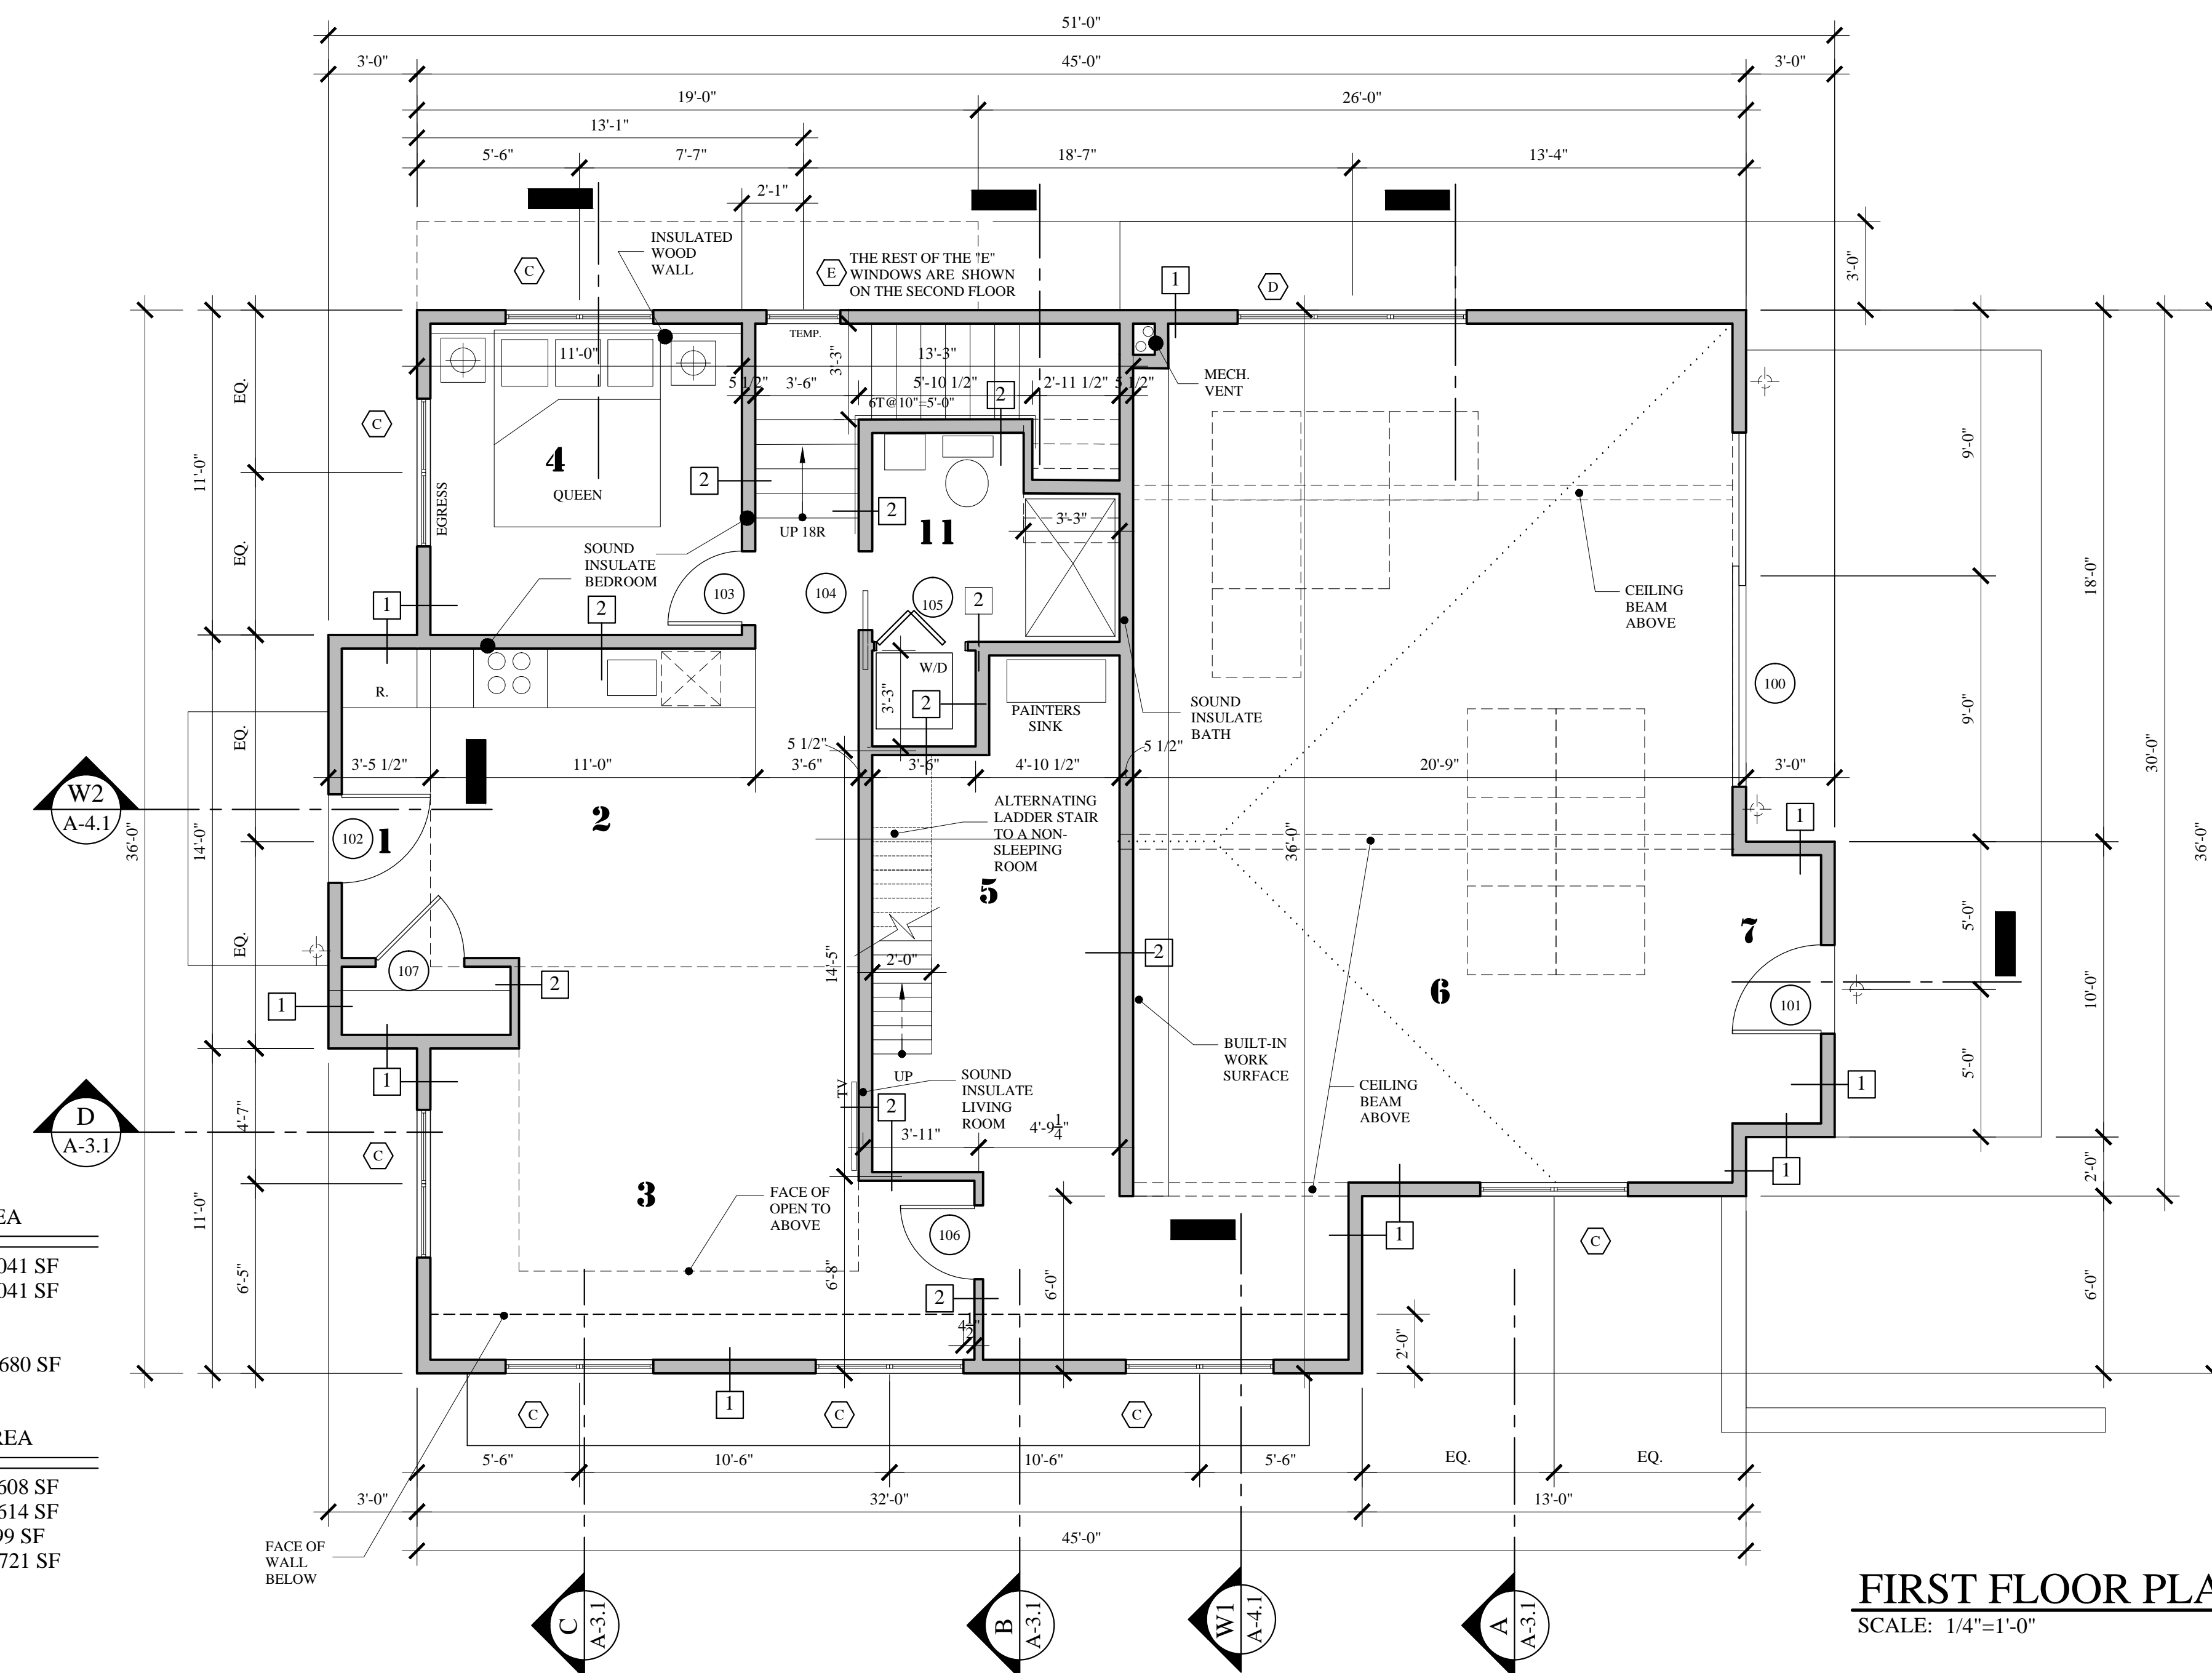 51'-0"
3'-0"
45'-0"
3'-0"
19'-0"
26'-0"
13'-1"
5'-6"
7'-7"
18'-7"
13'-4"
2'-1"
INSULATED
WOOD
WALL
C
E
THE REST OF THE "E"
WINDOWS ARE SHOWN
ON THE SECOND FLOOR
1
D
3'-0"
TEMP.
11'-0"
3'-3"
13'-3"
5 1/2"
3'-6"
5'-10 1/2"
2'-11 1/2"
5 1/2"
6T@10"=5'-0"
2
MECH.
VENT
EQ.
C
EGRESS
4
QUEEN
2
UP 18R
2
11
3'-3"
9'-0"
11'-0"
EQ.
SOUND
INSULATE
BEDROOM
103
104
105
2
1
2
CEILING
BEAM
ABOVE
18'-0"
R.
W/D
3'-3"
2
PAINTERS
SINK
SOUND
INSULATE
BATH
100
9'-0"
EQ.
5 1/2"
5 1/2"
3'-5 1/2"
11'-0"
3'-6"
3'-6"
4'-10 1/2"
20'-9"
3'-0"
30'-0"
W2
A-4.1
36'-0"
14'-0"
102
1
2
ALTERNATING
LADDER STAIR
TO A NON-
SLEEPING
ROOM
5
36'-0"
1
36'-0"
7
5'-0"
EQ.
107
1
2
14'-5"
2'-0"
2
6
101
10'-0"
5'-0"
BUILT-IN
WORK
SURFACE
CEILING
BEAM
ABOVE
1
1
UP
TV
SOUND
INSULATE
LIVING
ROOM
2
D
A-3.1
4'-7"
C
3'-11"
4'-9 1/4"
1
1
2'-0"
3
FACE OF
OPEN TO
ABOVE
11'-0"
6'-5"
106
6'-8"
6'-0"
1
C
6'-0"
2
4 1/2"
2'-0"
EA
041 SF
041 SF
680 SF
REA
608 SF
614 SF
99 SF
721 SF
C
1
C
C
5'-6"
10'-6"
10'-6"
5'-6"
EQ.
EQ.
3'-0"
32'-0"
13'-0"
45'-0"
FACE OF
WALL
BELOW
C
A-3.1
B
A-3.1
W1
A-4.1
A
A-3.1
FIRST FLOOR PLA
SCALE: 1/4"=1'-0"